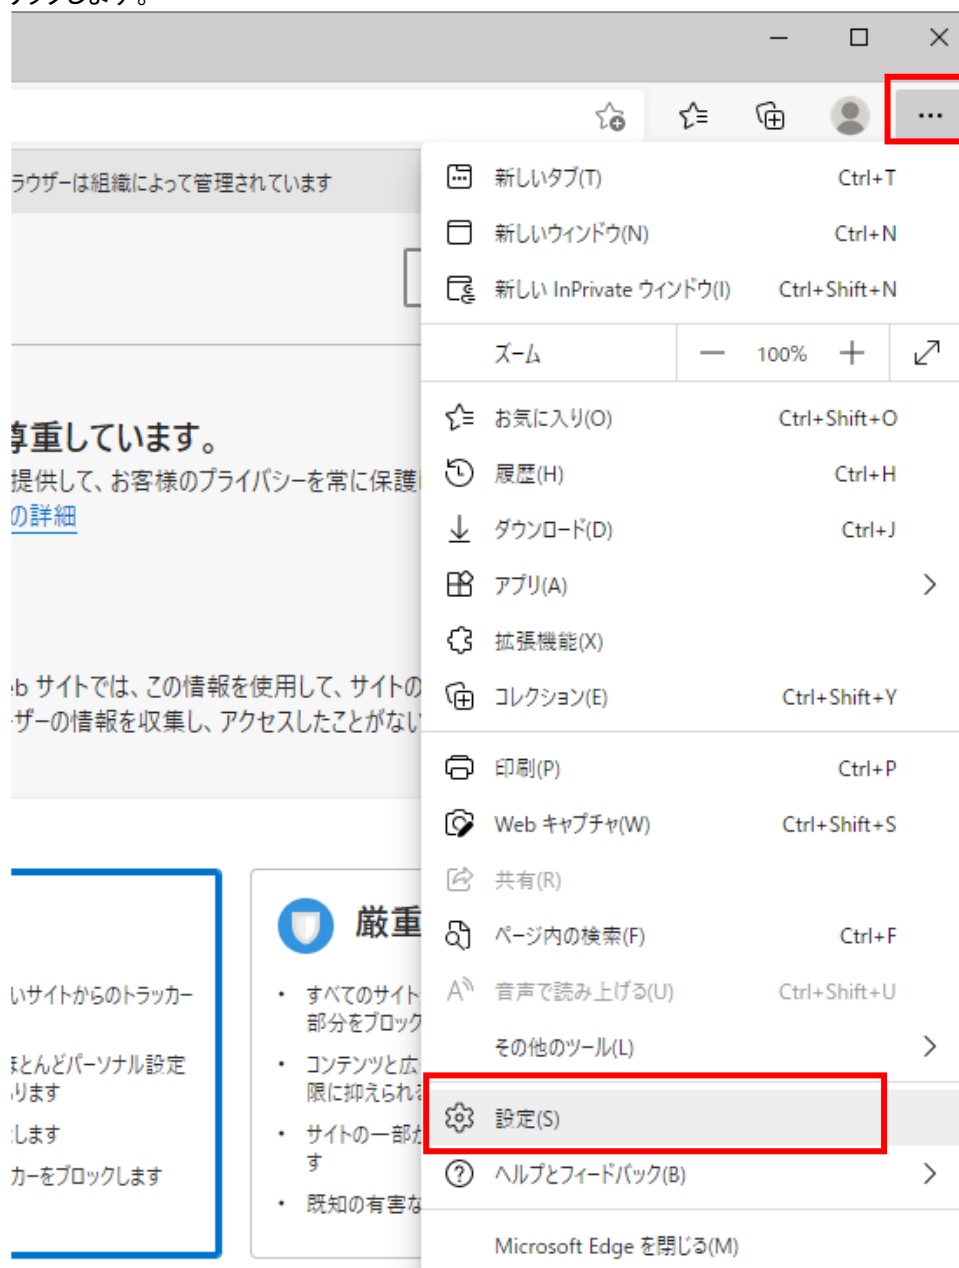 ックします。
ラウザーは組織によって管理されています
新しいタブ(T) Ctrl+T
新しいウィンドウ(N) Ctrl+N
新しい InPrivate ウィンドウ(I) Ctrl+Shift+N
ズーム 100%
お気に入り(O) Ctrl+Shift+O
尊重しています。
履歴(H) Ctrl+H
提供して、お客様のプライバシーを常に保護
の詳細
ダウンロード(D) Ctrl+J
アプリ(A)
拡張機能(X)
eb サイトでは、この情報を使用して、サイトの
コレクション(E) Ctrl+Shift+Y
ーザーの情報を収集し、アクセスしたことがない
印刷(P) Ctrl+P
Web キャプチャ(W) Ctrl+Shift+S
共有(R)
厳重
ページ内の検索(F) Ctrl+F
いサイトからのトラッカー
• すべてのサイト
音声で読み上げる(U) Ctrl+Shift+U
部分をブロック
その他のツール(L)
ほとんどパーソナル設定
• コンテンツと広
ります
限に抑えられ
設定(S)
します
• サイトの一部が
す
カーをブロックします
ヘルプとフィードバック(B)
• 既知の有害な
Microsoft Edge を閉じる(M)